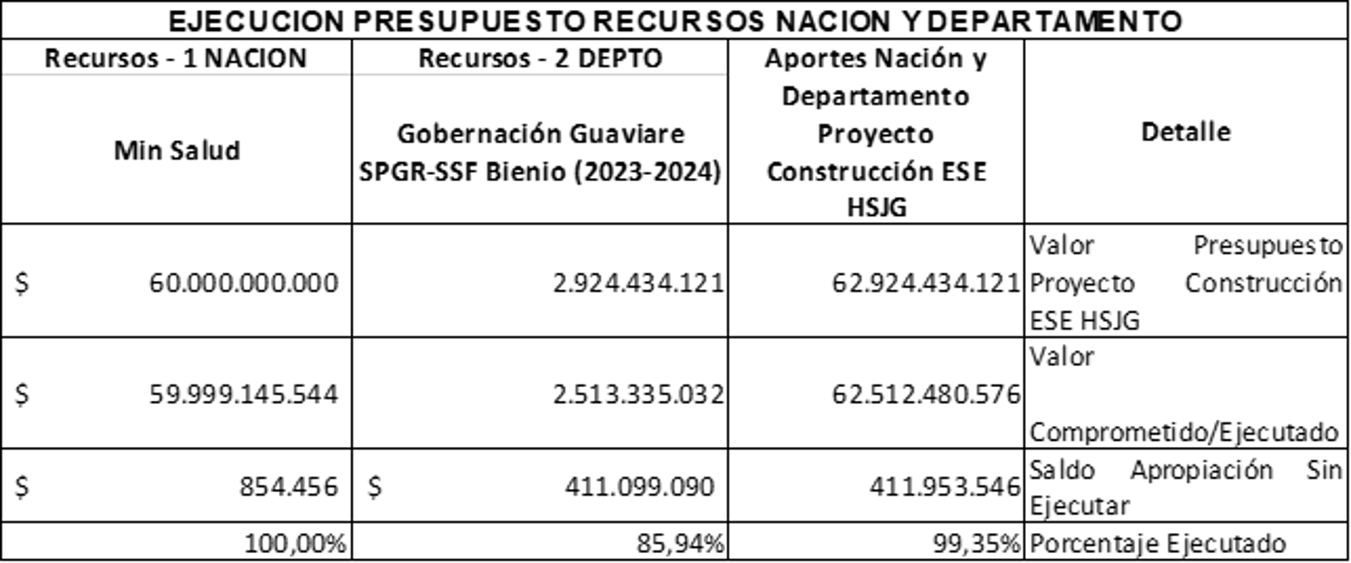 EJECUCION PRESUPUESTO RECURSOS NACION Y DEPARTAMENTO
Recursos - 1 NACION
Recursos - 2 DEPTO
Aportes Nación y
Departamento
Proyecto
Construcción ESE
HSJG
Detalle
Min Salud
Gobernación Guaviare
SPGR-SSF Bienio (2023-2024)
$ 60.000.000.000
2.924.434.121
62.924.434.121
Valor Presupuesto
Proyecto Construcción
ESE HSJG
$ 59.999.145.544
2.513.335.032
62.512.480.576
Valor
Comprometido/Ejecutado
$ 854.456
$ 411.099.090
411.953.546
Saldo Apropiación Sin
Ejecutar
100,00%
85,94%
99,35%
Porcentaje Ejecutado